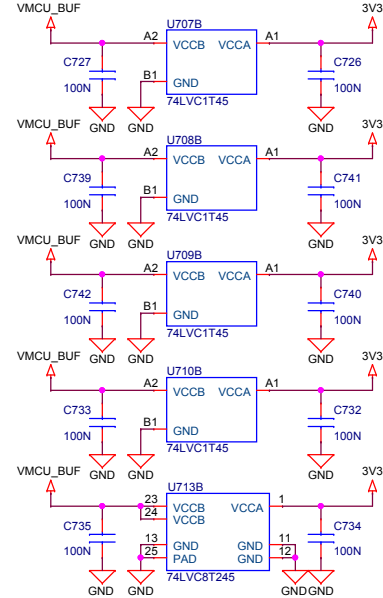 VMCU_BUF U707B 3V3
A2 VCCB VCCA A1
C727 B1 GND C726
100N 74LVC1T45 100N
GND GND GND
VMCU_BUF U708B 3V3
A2 VCCB VCCA A1
C739 B1 GND C741
100N 74LVC1T45 100N
GND GND GND
VMCU_BUF U709B 3V3
A2 VCCB VCCA A1
C742 B1 GND C740
100N 74LVC1T45 100N
GND GND GND
VMCU_BUF U710B 3V3
A2 VCCB VCCA A1
C733 B1 GND C732
100N 74LVC1T45 100N
GND GND GND
VMCU_BUF U713B 3V3
23 VCCB VCCA 1
24 VCCB
C735 13 GND GND 11 C734
25 PAD GND 12
100N 74LVC8T245 100N
GND GND GND GND